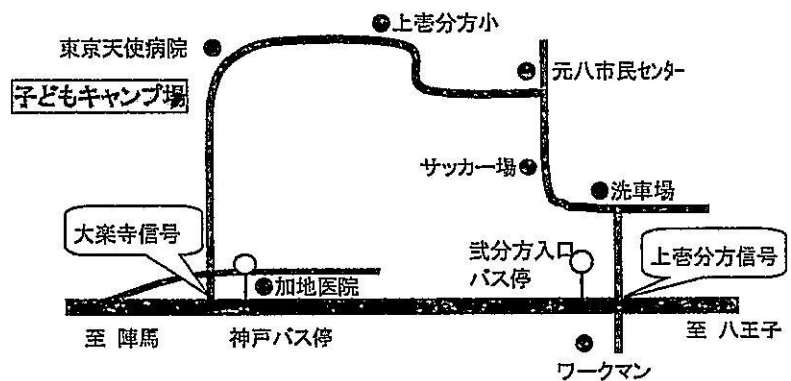 上壱分方小
東京天使病院
元八市民センター
子どもキャンプ場
サッカー場
洗車場
大楽寺信号
弐分方入口
バス停
上壱分方信号
加地医院
至 陣馬
神戸バス停
至 八王子
ワークマン